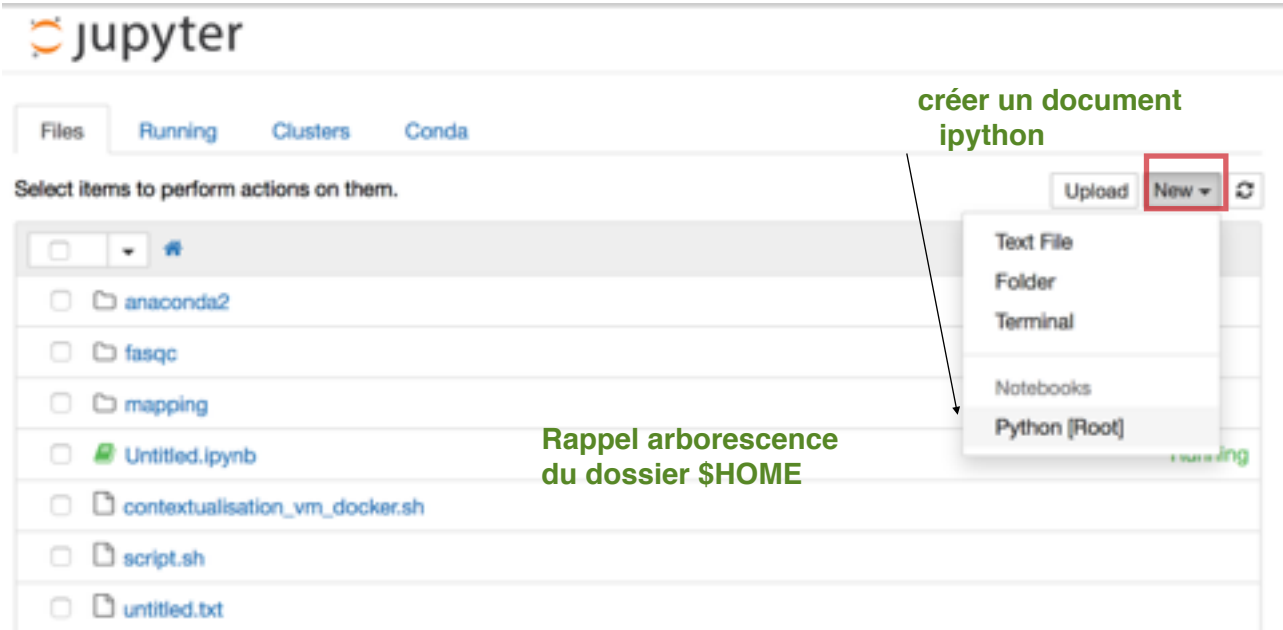 jupyter
créer un document
ipython
Files Running Clusters Conda
Select items to perform actions on them.
Upload New
Text File
Folder
Terminal
Notebooks
Python [Root]
anaconda2
fasqc
mapping
Untitled.ipynb
Running
Rappel arborescence
du dossier $HOME
contextualisation_vm_docker.sh
script.sh
untitled.txt